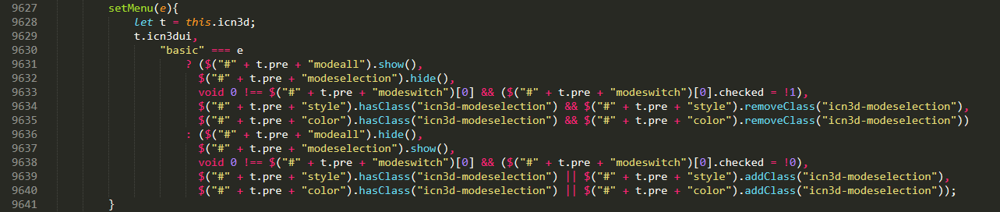 9627 setMenu(e){
9628 let t = this.icn3d;
9629 t.icn3dui,
9630 "basic" === e
9631 ? ($("#" + t.pre + "modeall").show(),
9632 $("#" + t.pre + "modeselection").hide(),
9633 void 0 !== $("#" + t.pre + "modeswitch")[0] && ($("#" + t.pre + "modeswitch")[0].checked = !1),
9634 $("#" + t.pre + "style").hasClass("icn3d-modeselection") && $("#" + t.pre + "style").removeClass("icn3d-modeselection"),
9635 $("#" + t.pre + "color").hasClass("icn3d-modeselection") && $("#" + t.pre + "color").removeClass("icn3d-modeselection"))
9636 : ($("#" + t.pre + "modeall").hide(),
9637 $("#" + t.pre + "modeselection").show(),
9638 void 0 !== $("#" + t.pre + "modeswitch")[0] && ($("#" + t.pre + "modeswitch")[0].checked = !0),
9639 $("#" + t.pre + "style").hasClass("icn3d-modeselection") || $("#" + t.pre + "style").addClass("icn3d-modeselection"),
9640 $("#" + t.pre + "color").hasClass("icn3d-modeselection") || $("#" + t.pre + "color").addClass("icn3d-modeselection"));
9641 }